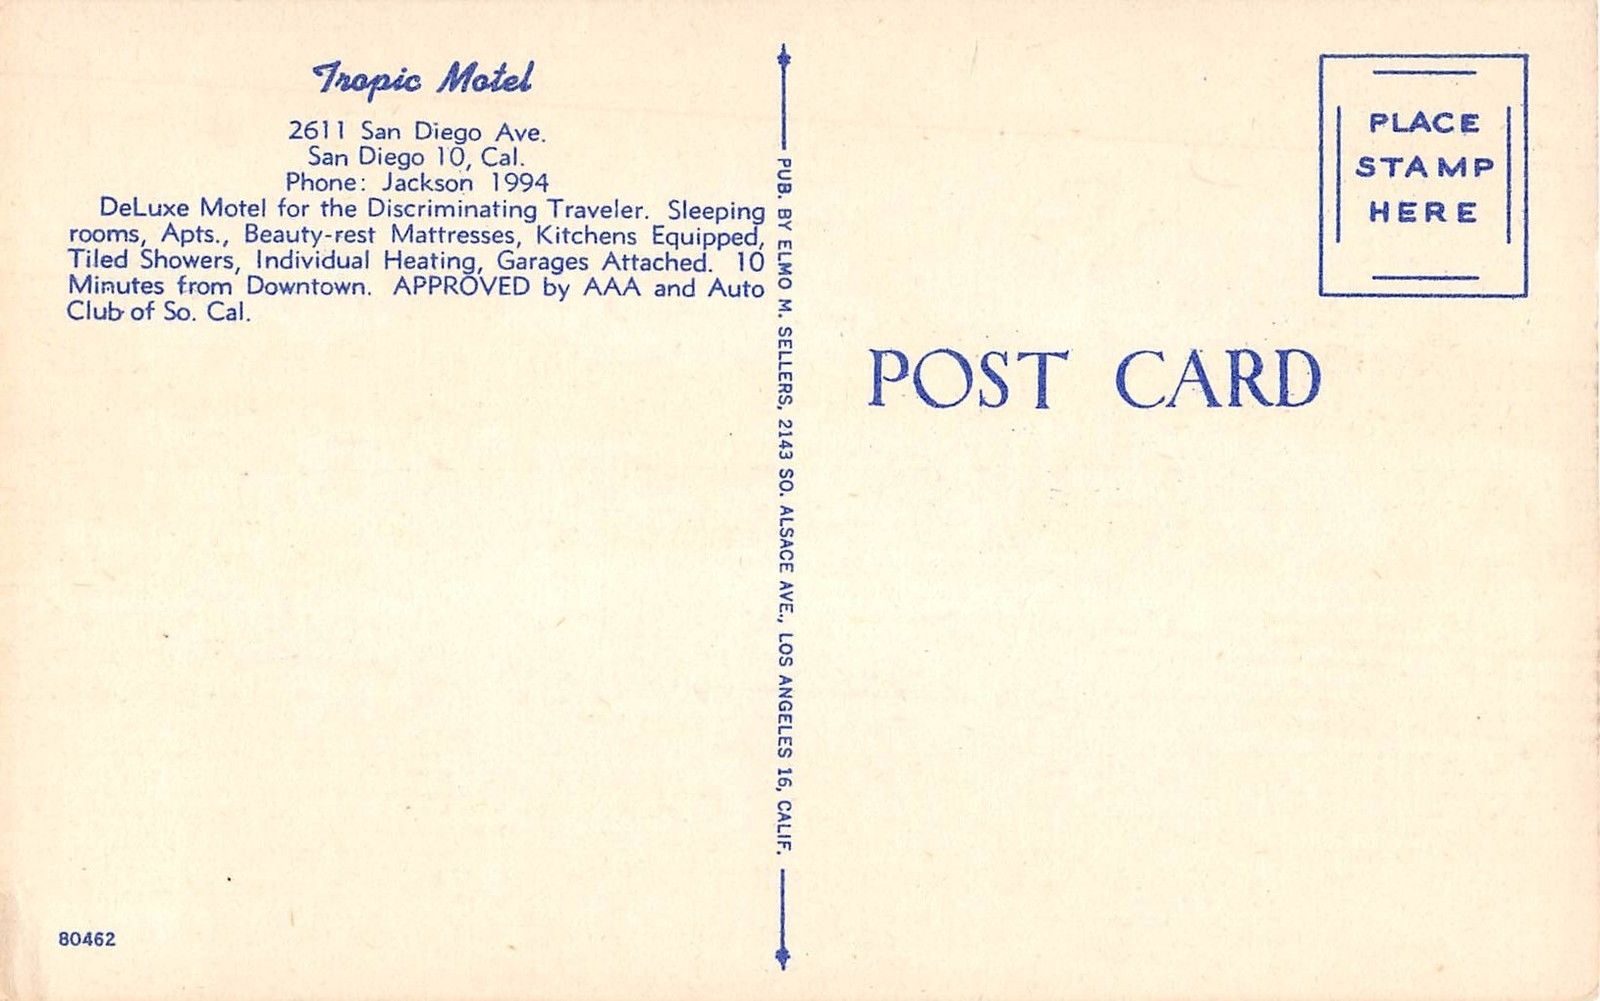 Tropic Motel
2611 San Diego Ave.
San Diego 10, Cal.
Phone: Jackson 1994
DeLuxe Motel for the Discriminating Traveler. Sleeping
rooms, Apts., Beauty-rest Mattresses, Kitchens Equipped,
Tiled Showers, Individual Heating, Garages Attached. 10
Minutes from Downtown. APPROVED by AAA and Auto
Club of So. Cal.
80462
PUB. BY ELMO M. SELLERS, 2143 SO. ALSACE AVE., LOS ANGELES 16, CALIF.
PLACE
STAMP
HERE
POST CARD